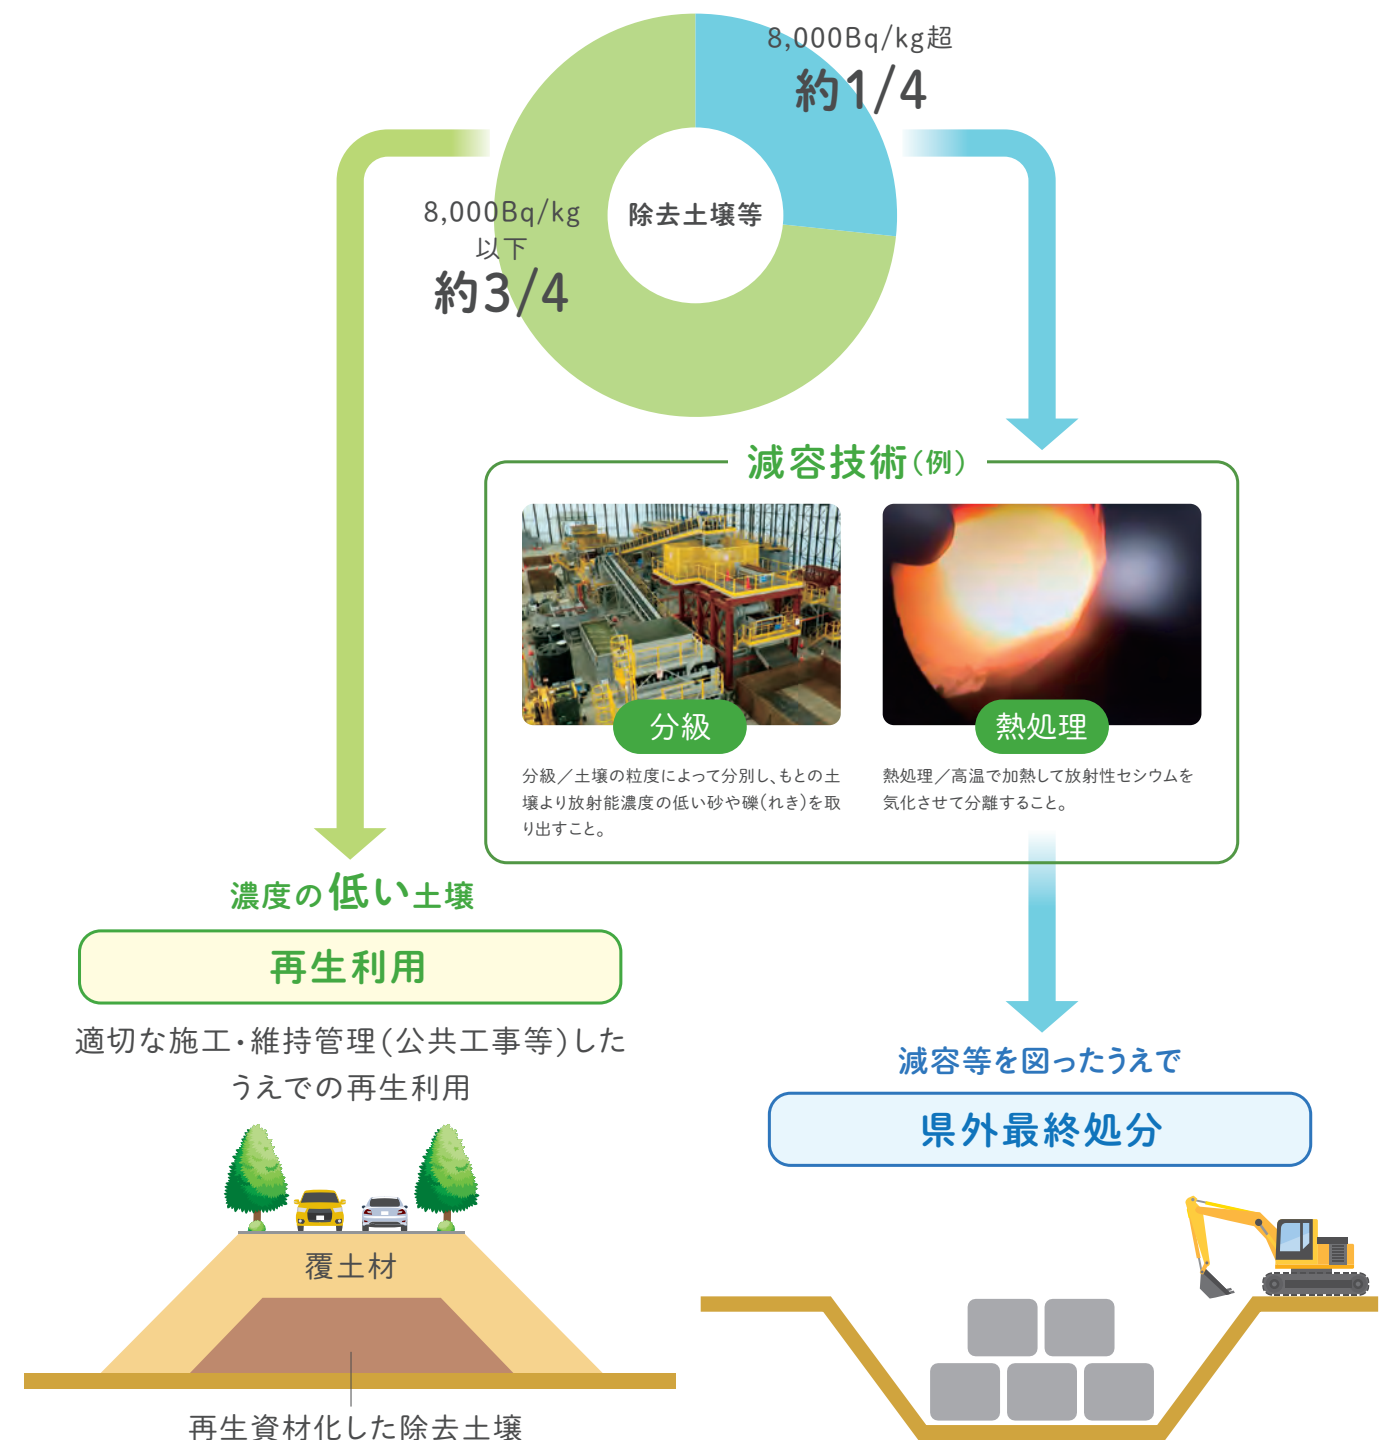 8,000Bq/kg超
約1/4
8,000Bq/kg
以下
約3/4
除去土壌等
減容技術（例）
分級
熱処理
分級／土壌の粒度によって分別し、もとの土
壌より放射能濃度の低い砂や礫（れき）を取
り出すこと。
熱処理／高温で加熱して放射性セシウムを
気化させて分離すること。
濃度の低い土壌
再生利用
適切な施工・維持管理（公共工事等）した
うえでの再生利用
覆土材
再生資材化した除去土壌
減容等を図ったうえで
県外最終処分